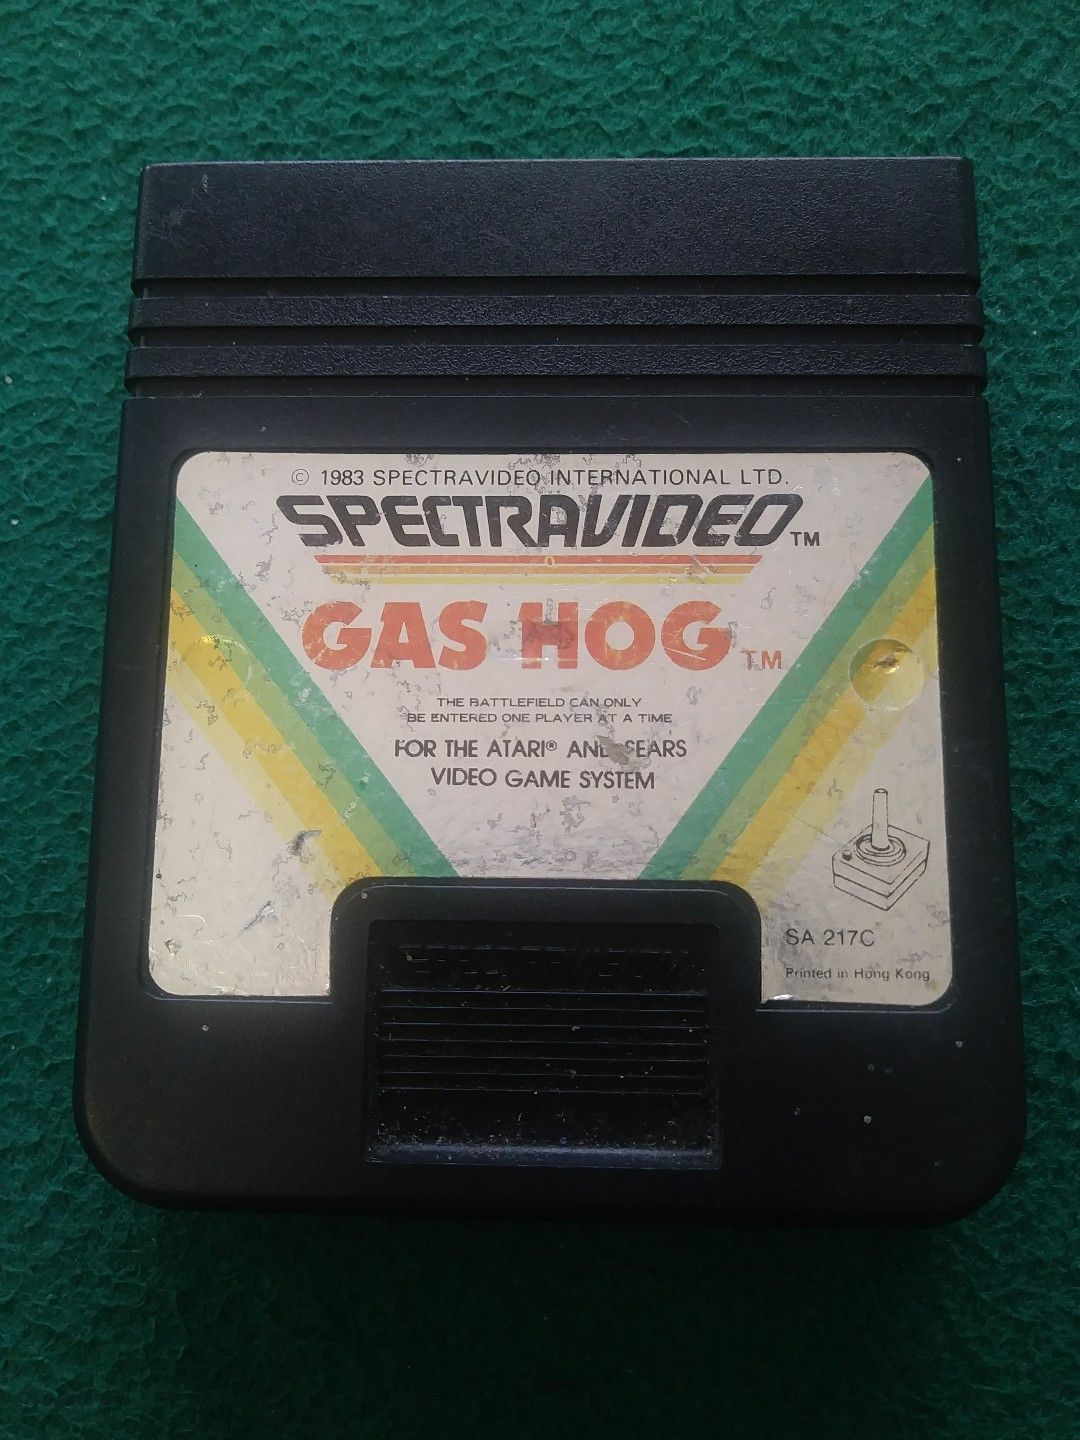 © 1983 SPECTRAVIDEO INTERNATIONAL LTD.
SPECTRAVIDEO TM
GAS HOG TM
THE BATTLEFIELD CAN ONLY
BE ENTERED ONE PLAYER AT A TIME
FOR THE ATARI® AND SEARS
VIDEO GAME SYSTEM
SA 217C
Printed in Hong Kong